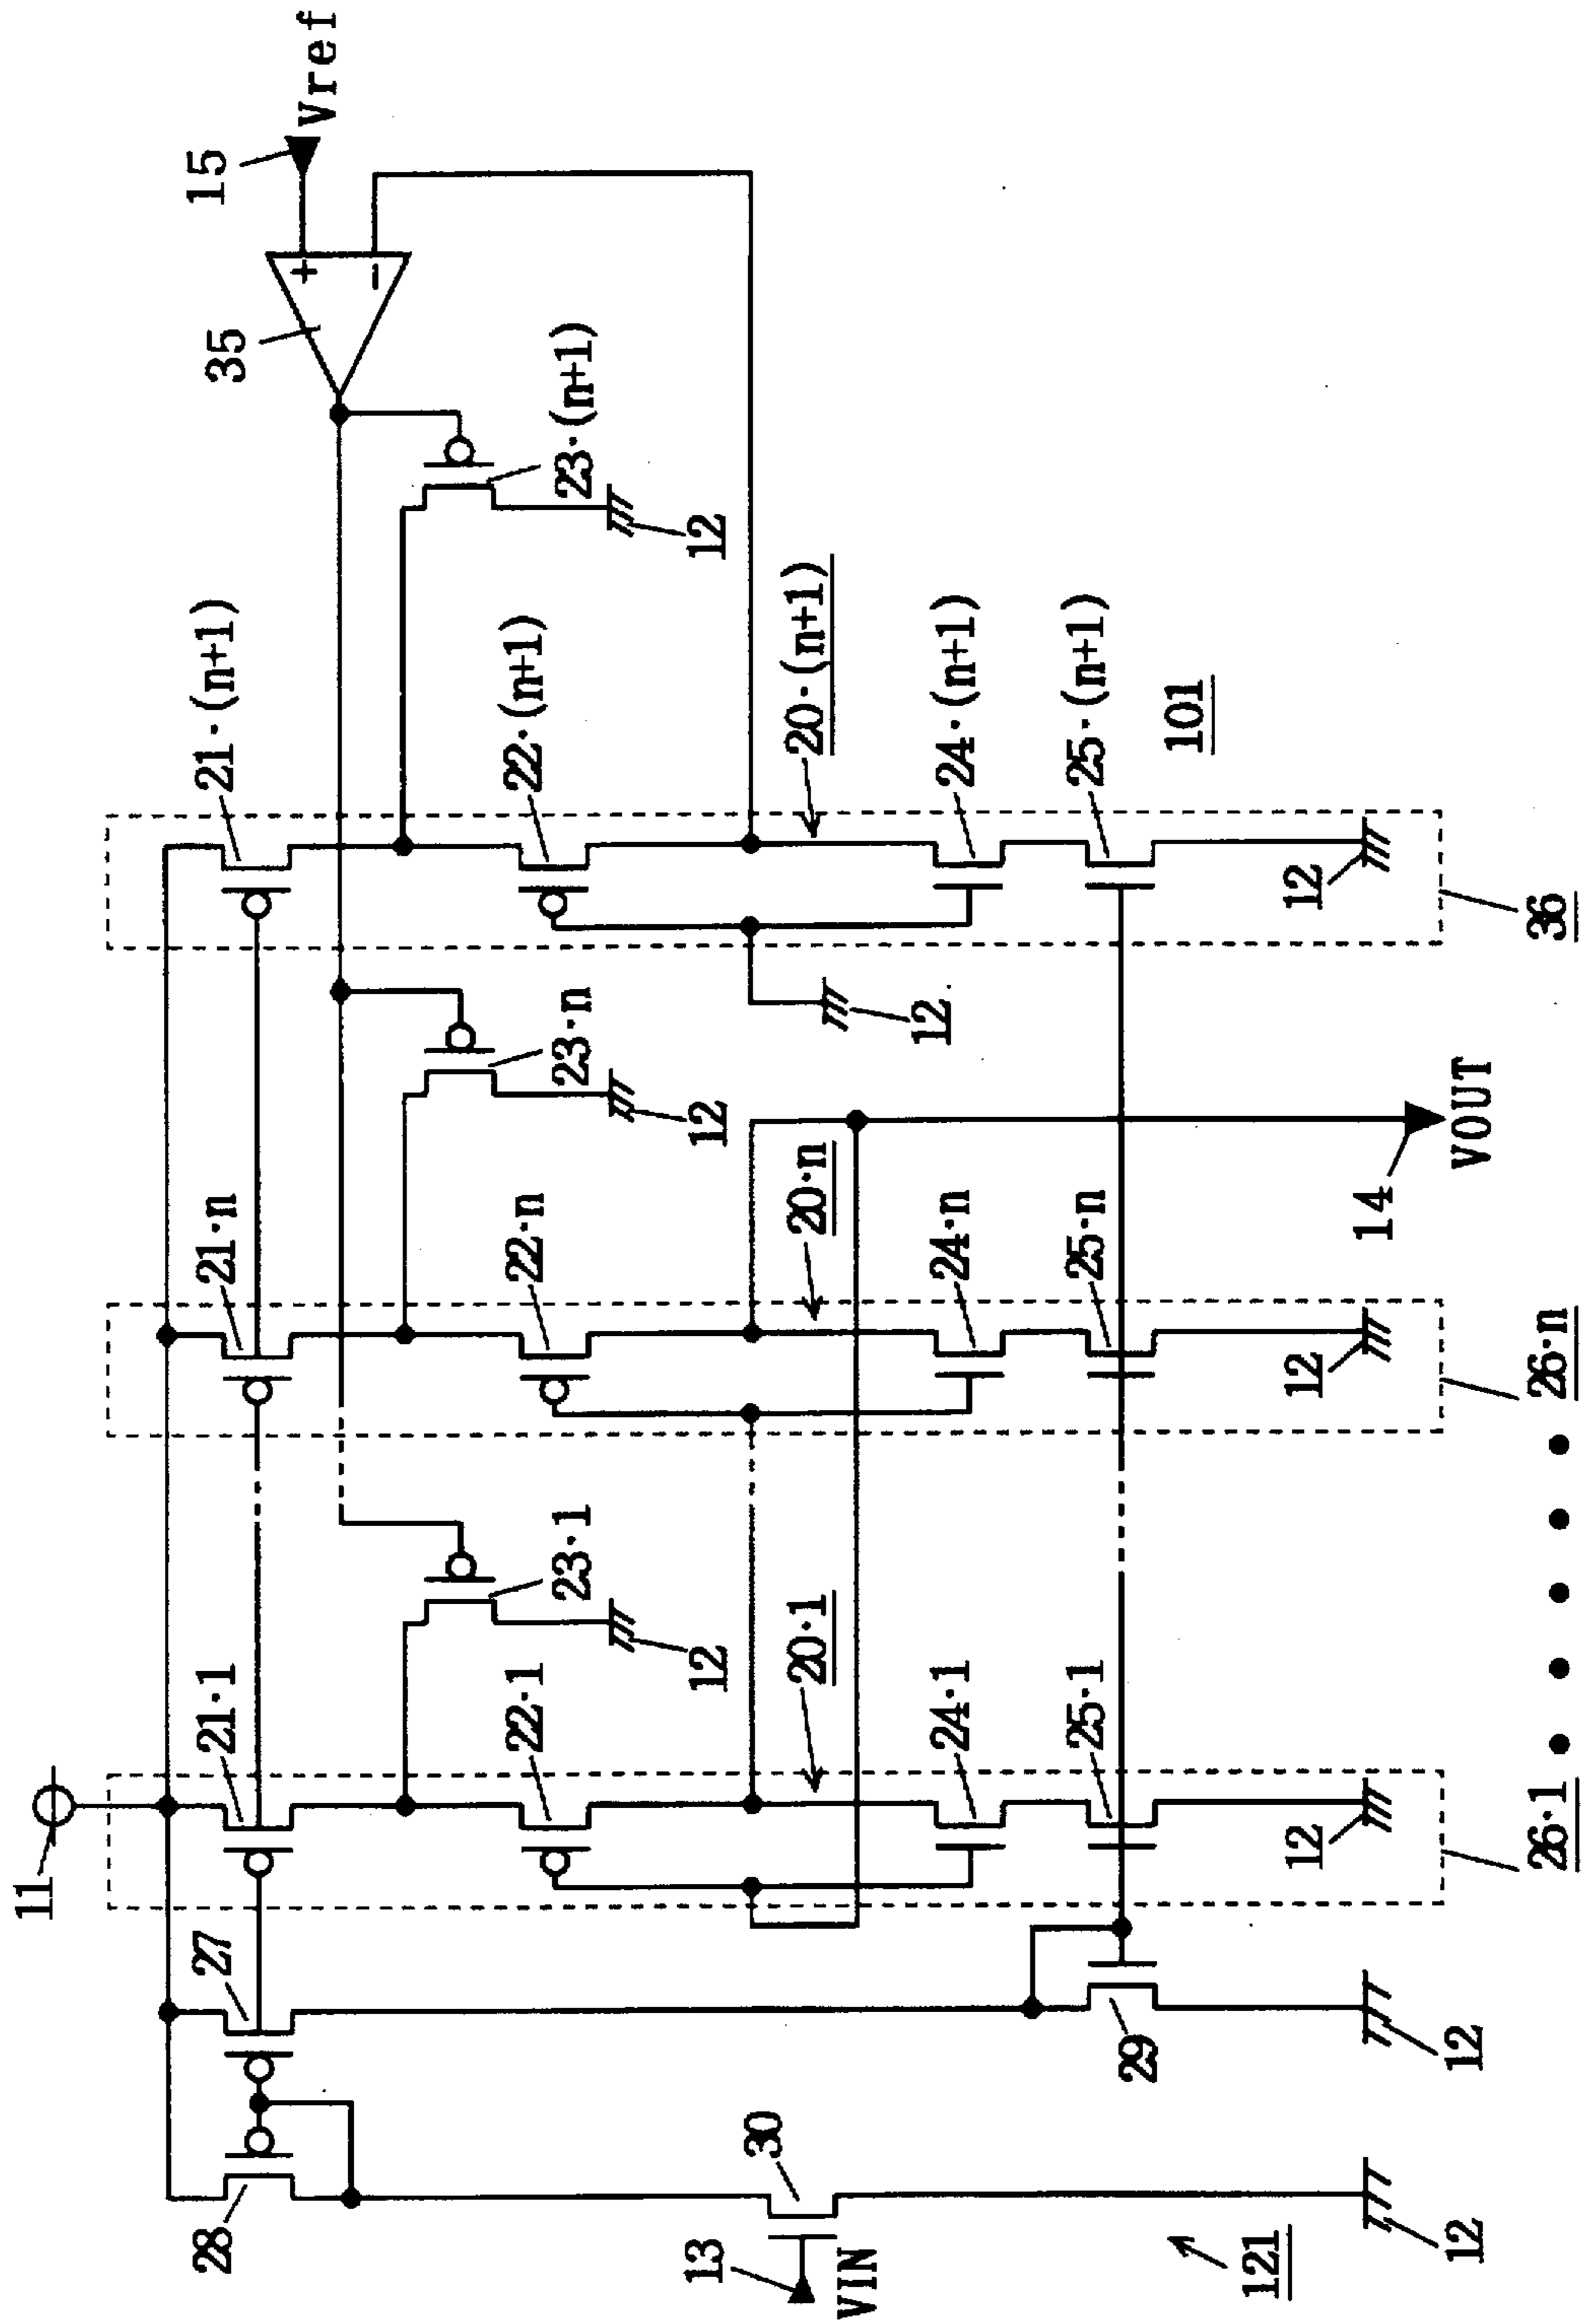 11
28
27
21·1
21·n
21·(n+1)
35
15
Vref
23·1
23·n
23·(n+1)
22·1
22·n
22·(n+1)
12
12
12
13
VIN
30
20·1
20·n
20·(n+1)
12
24·1
24·n
24·(n+1)
29
25·1
25·n
25·(n+1)
121
101
12
12
12
12
12
14
VOUT
26·1
26·n
36